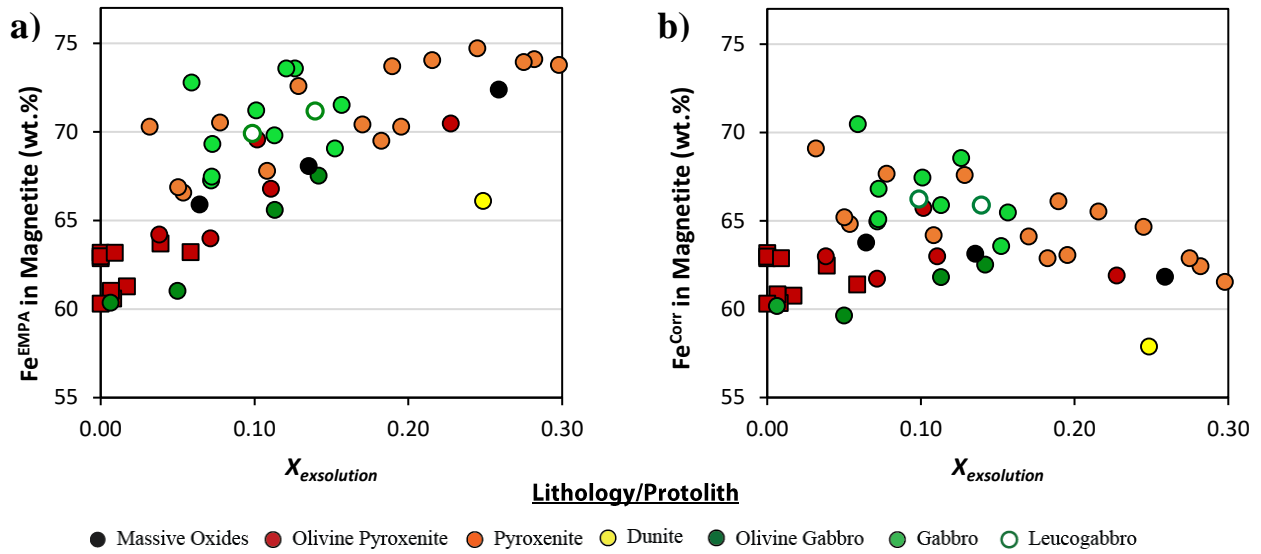 a)
Fe^EMPA in Magnetite (wt.%)
75
70
65
60
55
0.00 0.10 0.20 0.30
X_exsolution
b)
Fe^Corr in Magnetite (wt.%)
75
70
65
60
55
0.00 0.10 0.20 0.30
X_exsolution
Lithology/Protolith
Massive Oxides Olivine Pyroxenite Pyroxenite Dunite Olivine Gabbro Gabbro Leucogabbro